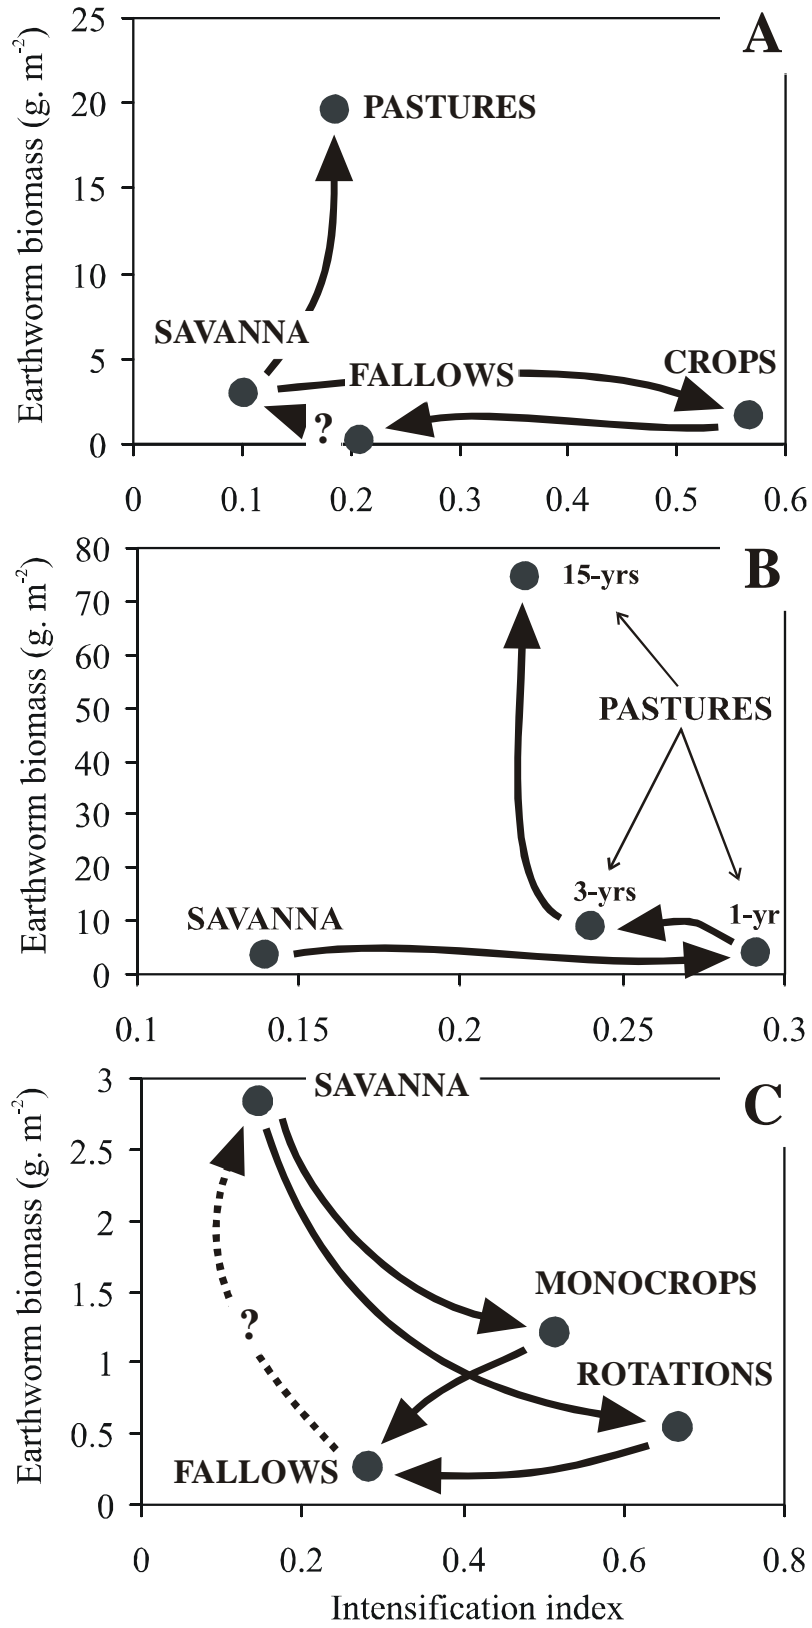 A
Earthworm biomass (g. m-2)
25
20
15
10
5
0
PASTURES
SAVANNA
FALLOWS
CROPS
?
0 0.1 0.2 0.3 0.4 0.5 0.6
B
Earthworm biomass (g. m-2)
80
70
60
50
40
30
20
10
0
15-yrs
PASTURES
3-yrs
1-yr
SAVANNA
0.1 0.15 0.2 0.25 0.3
C
Earthworm biomass (g. m-2)
3
2.5
2
1.5
1
0.5
0
SAVANNA
MONOCROPS
?
ROTATIONS
FALLOWS
0 0.2 0.4 0.6 0.8
Intensification index